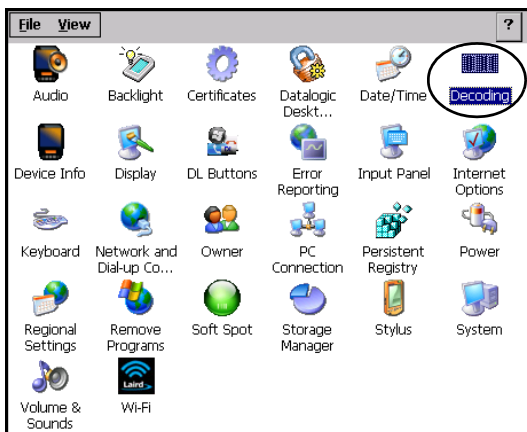 File View ?
Audio Backlight Certificates Datalogic Deskt... Date/Time Decoding
Device Info Display DL Buttons Error Reporting Input Panel Internet Options
Keyboard Network and Dial-up Co... Owner PC Connection Persistent Registry Power
Regional Settings Remove Programs Soft Spot Storage Manager Stylus System
Laird
Volume & Sounds Wi-Fi